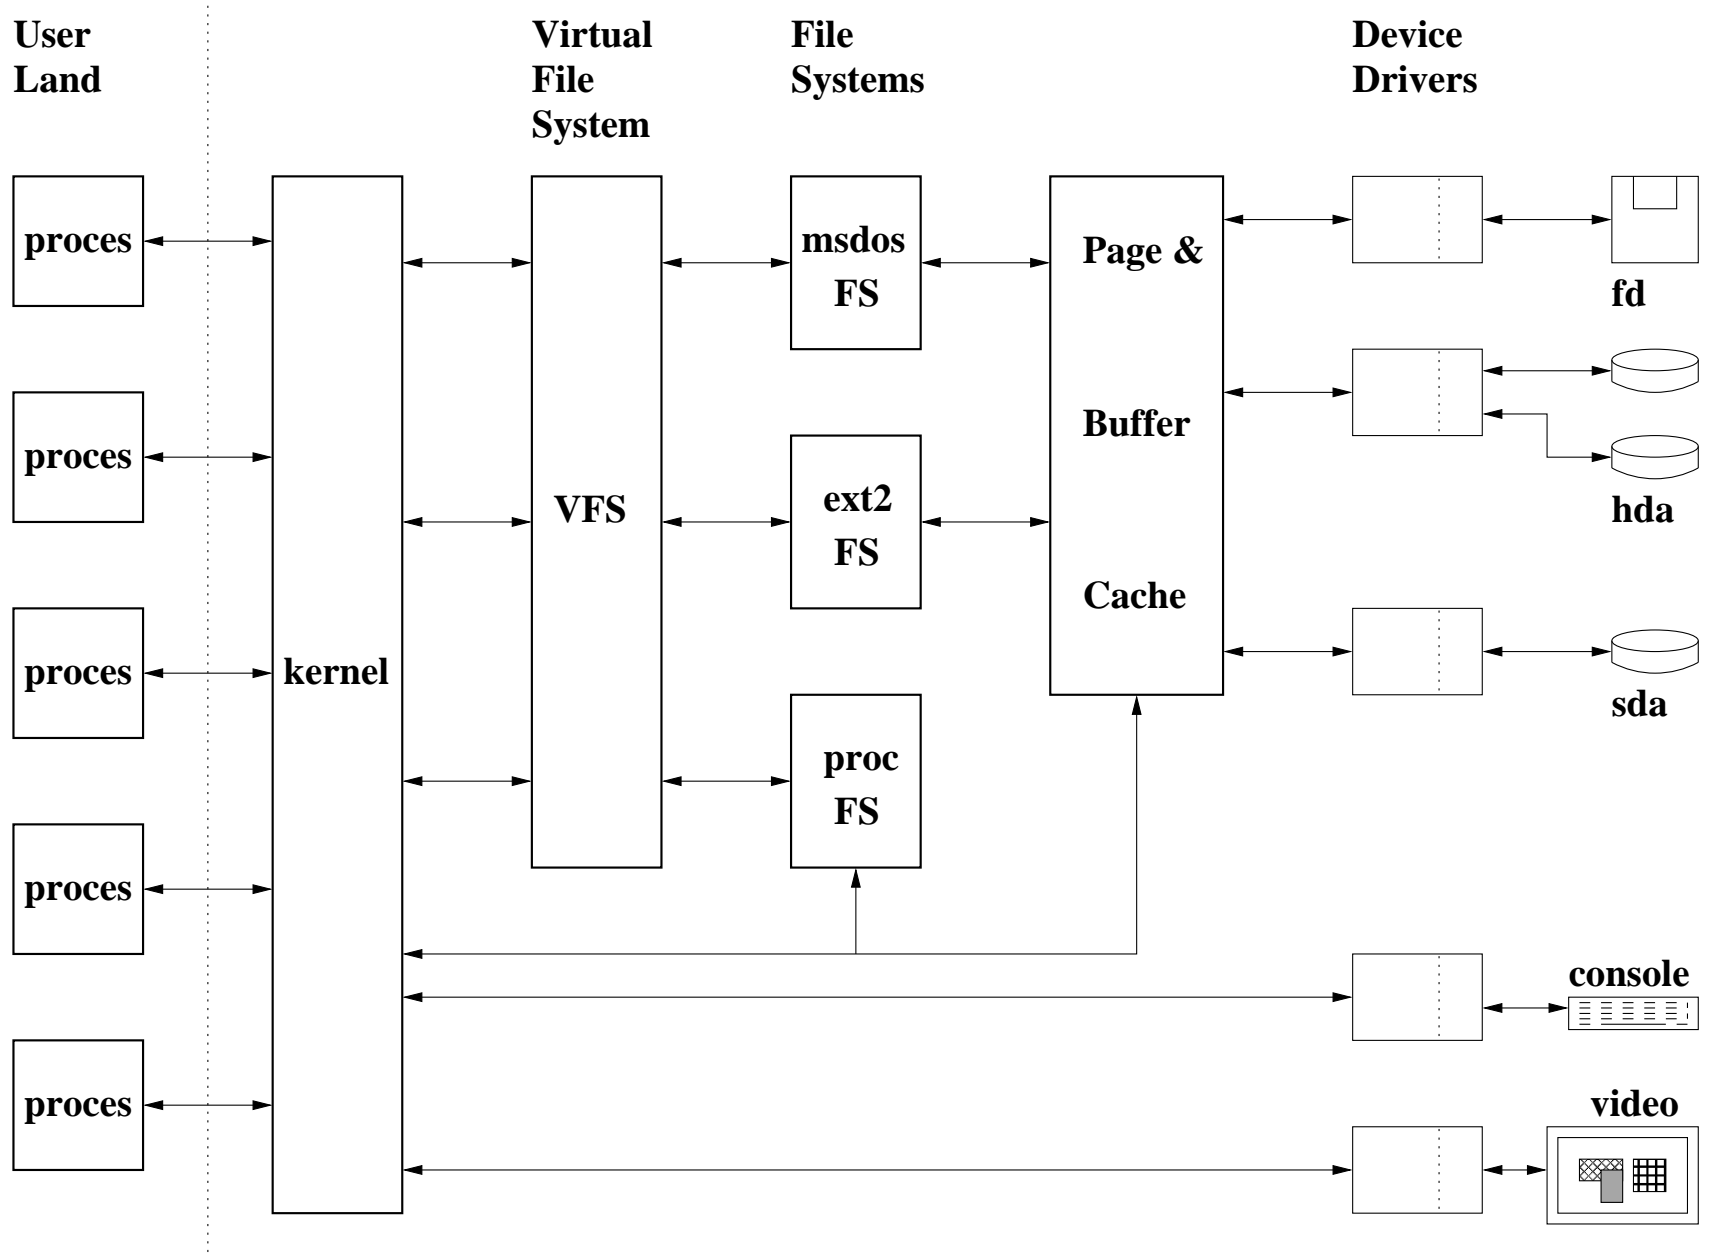 User
Land
Virtual
File
System
File
Systems
Device
Drivers
proces
proces
proces
proces
proces
kernel
VFS
msdos
FS
ext2
FS
proc
FS
Page &
Buffer
Cache
fd
hda
sda
console
video